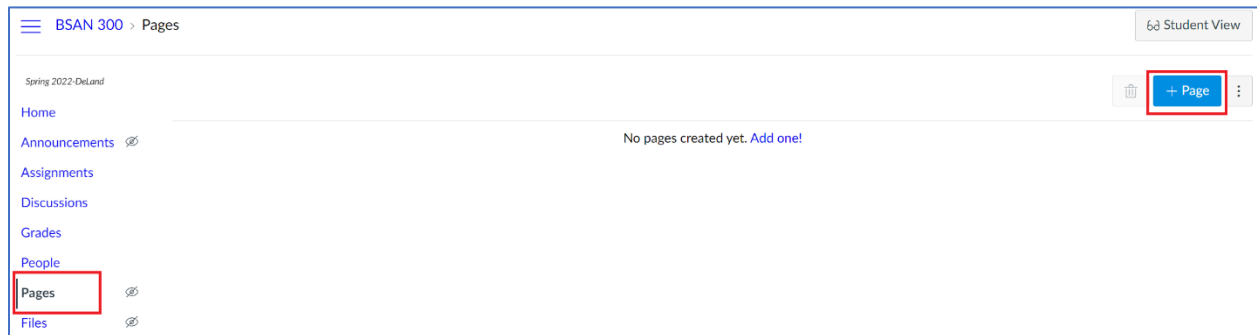 BSAN 300 > Pages
Student View
Spring 2022-DeLand
+ Page
Home
No pages created yet. Add one!
Announcements
Assignments
Discussions
Grades
People
Pages
Files